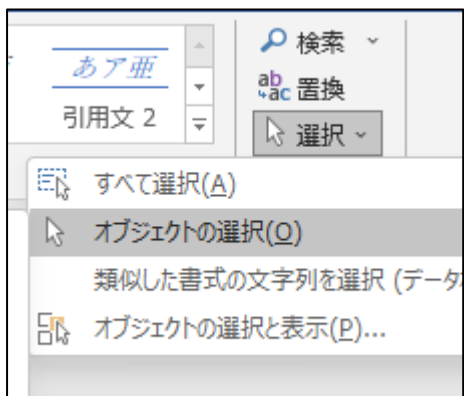 あア亜
引用文 2
検索
置換
選択
すべて選択(A)
オブジェクトの選択(O)
類似した書式の文字列を選択 (データ
オブジェクトの選択と表示(P)...